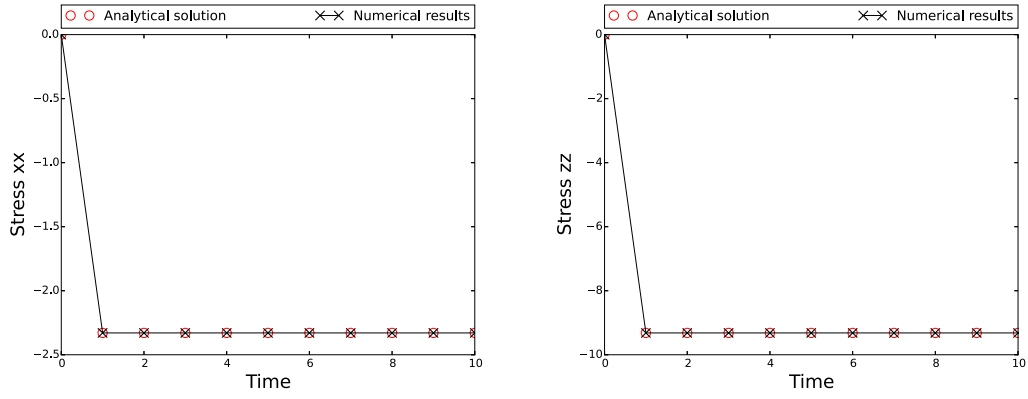 Analytical solution Numerical results
0.0
−0.5
−1.0
−1.5
−2.0
−2.5
0 2 4 6 8 10
Stress xx
Time
Analytical solution Numerical results
0
−2
−4
−6
−8
−10
0 2 4 6 8 10
Stress zz
Time